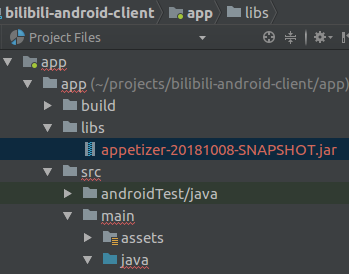 bilibili-android-client app libs
Project Files
app
app (~/projects/bilibili-android-client/app)
build
libs
appetizer-20181008-SNAPSHOT.jar
src
androidTest/java
main
assets
java